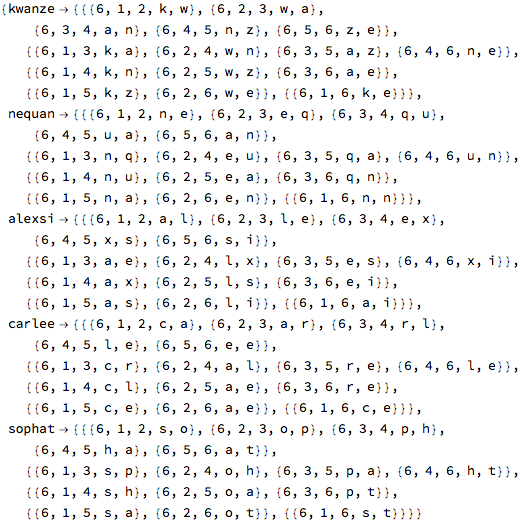 {kwanze → {{{6, 1, 2, k, w}, {6, 2, 3, w, a},
{6, 3, 4, a, n}, {6, 4, 5, n, z}, {6, 5, 6, z, e}},
{{6, 1, 3, k, a}, {6, 2, 4, w, n}, {6, 3, 5, a, z}, {6, 4, 6, n, e}},
{{6, 1, 4, k, n}, {6, 2, 5, w, z}, {6, 3, 6, a, e}},
{{6, 1, 5, k, z}, {6, 2, 6, w, e}}, {{6, 1, 6, k, e}}},
nequan → {{{6, 1, 2, n, e}, {6, 2, 3, e, q}, {6, 3, 4, q, u},
{6, 4, 5, u, a}, {6, 5, 6, a, n}},
{{6, 1, 3, n, q}, {6, 2, 4, e, u}, {6, 3, 5, q, a}, {6, 4, 6, u, n}},
{{6, 1, 4, n, u}, {6, 2, 5, e, a}, {6, 3, 6, q, n}},
{{6, 1, 5, n, a}, {6, 2, 6, e, n}}, {{6, 1, 6, n, n}}},
alexsi → {{{6, 1, 2, a, l}, {6, 2, 3, l, e}, {6, 3, 4, e, x},
{6, 4, 5, x, s}, {6, 5, 6, s, i}},
{{6, 1, 3, a, e}, {6, 2, 4, l, x}, {6, 3, 5, e, s}, {6, 4, 6, x, i}},
{{6, 1, 4, a, x}, {6, 2, 5, l, s}, {6, 3, 6, e, i}},
{{6, 1, 5, a, s}, {6, 2, 6, l, i}}, {{6, 1, 6, a, i}}},
carlee → {{{6, 1, 2, c, a}, {6, 2, 3, a, r}, {6, 3, 4, r, l},
{6, 4, 5, l, e}, {6, 5, 6, e, e}},
{{6, 1, 3, c, r}, {6, 2, 4, a, l}, {6, 3, 5, r, e}, {6, 4, 6, l, e}},
{{6, 1, 4, c, l}, {6, 2, 5, a, e}, {6, 3, 6, r, e}},
{{6, 1, 5, c, e}, {6, 2, 6, a, e}}, {{6, 1, 6, c, e}}},
sophat → {{{6, 1, 2, s, o}, {6, 2, 3, o, p}, {6, 3, 4, p, h},
{6, 4, 5, h, a}, {6, 5, 6, a, t}},
{{6, 1, 3, s, p}, {6, 2, 4, o, h}, {6, 3, 5, p, a}, {6, 4, 6, h, t}},
{{6, 1, 4, s, h}, {6, 2, 5, o, a}, {6, 3, 6, p, t}},
{{6, 1, 5, s, a}, {6, 2, 6, o, t}}, {{6, 1, 6, s, t}}}}